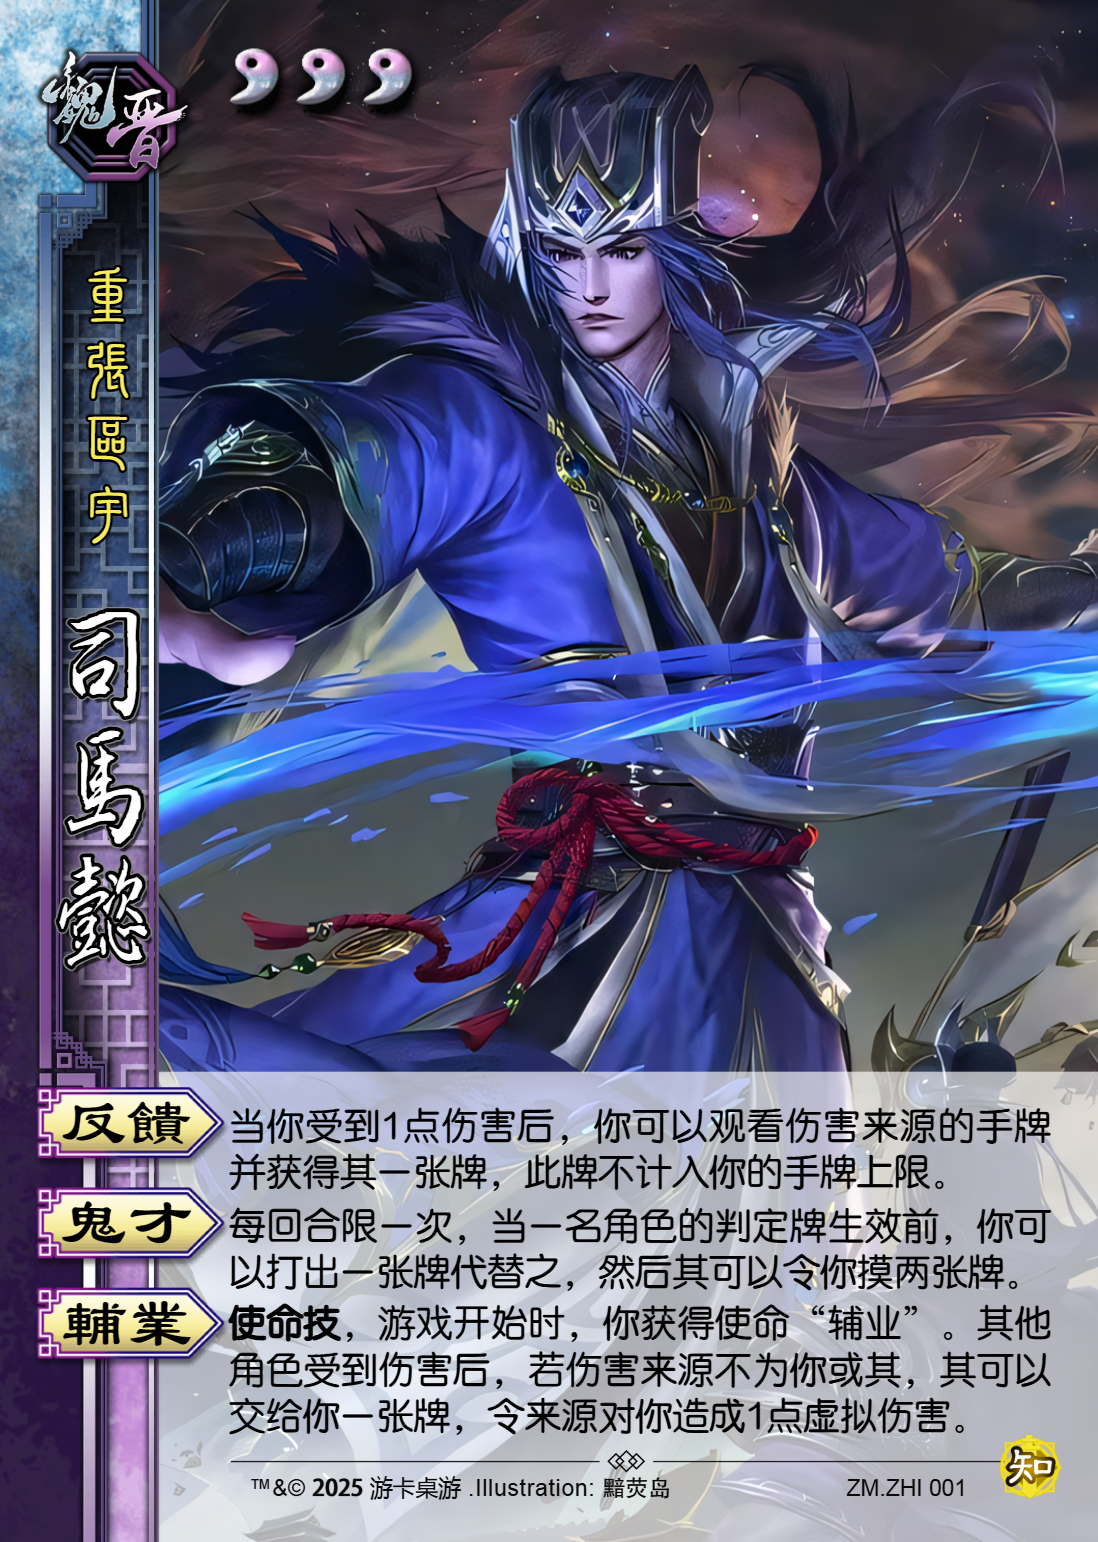 魏晋
重張區宇
司馬懿
反饋
当你受到1点伤害后，你可以观看伤害来源的手牌
并获得其一张牌，此牌不计入你的手牌上限。
鬼才
每回合限一次，当一名角色的判定牌生效前，你可
以打出一张牌代替之，然后其可以令你摸两张牌。
輔業
使命技，游戏开始时，你获得使命“辅业”。其他
角色受到伤害后，若伤害来源不为你或其，其可以
交给你一张牌，令来源对你造成1点虚拟伤害。
™&© 2025 游卡桌游 .Illustration: 黯荧岛
ZM.ZHI 001
知